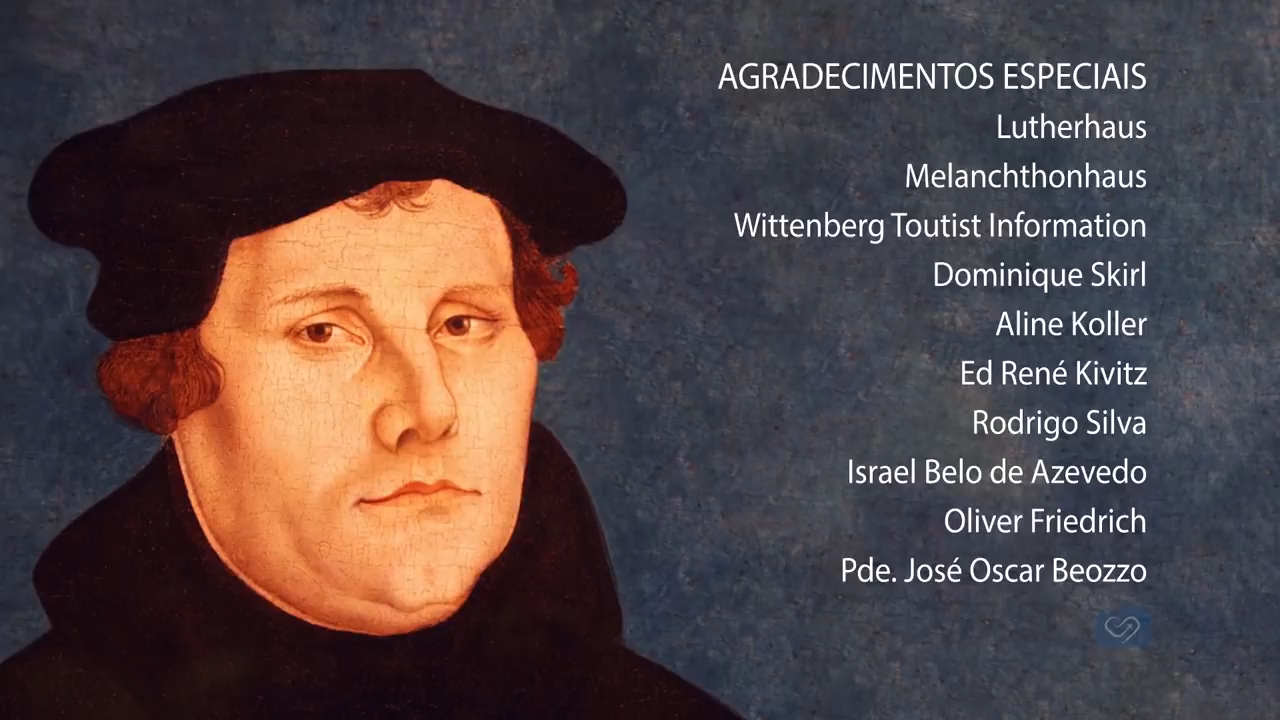 AGRADECIMENTOS ESPECIAIS
Lutherhaus
Melanchthonhaus
Wittenberg Toutist Information
Dominique Skirl
Aline Koller
Ed René Kivitz
Rodrigo Silva
Israel Belo de Azevedo
Oliver Friedrich
Pde. José Oscar Beozzo